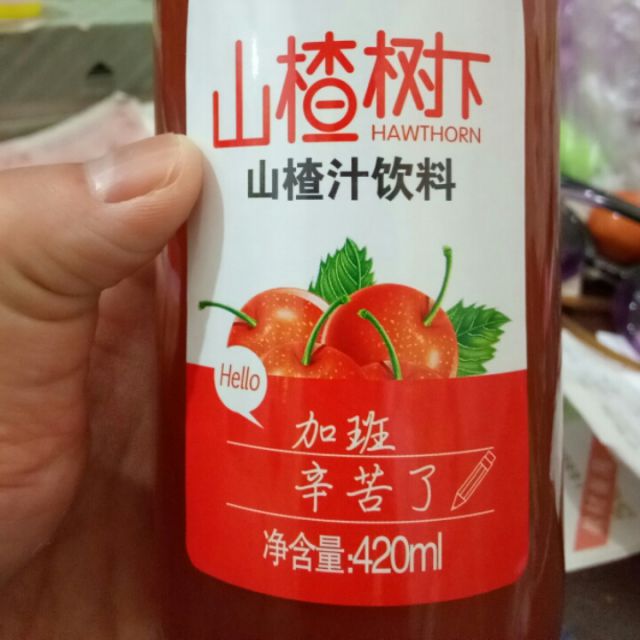 山楂树下
HAWTHORN
山楂汁饮料
Hello
加班
辛苦了
净含量:420ml